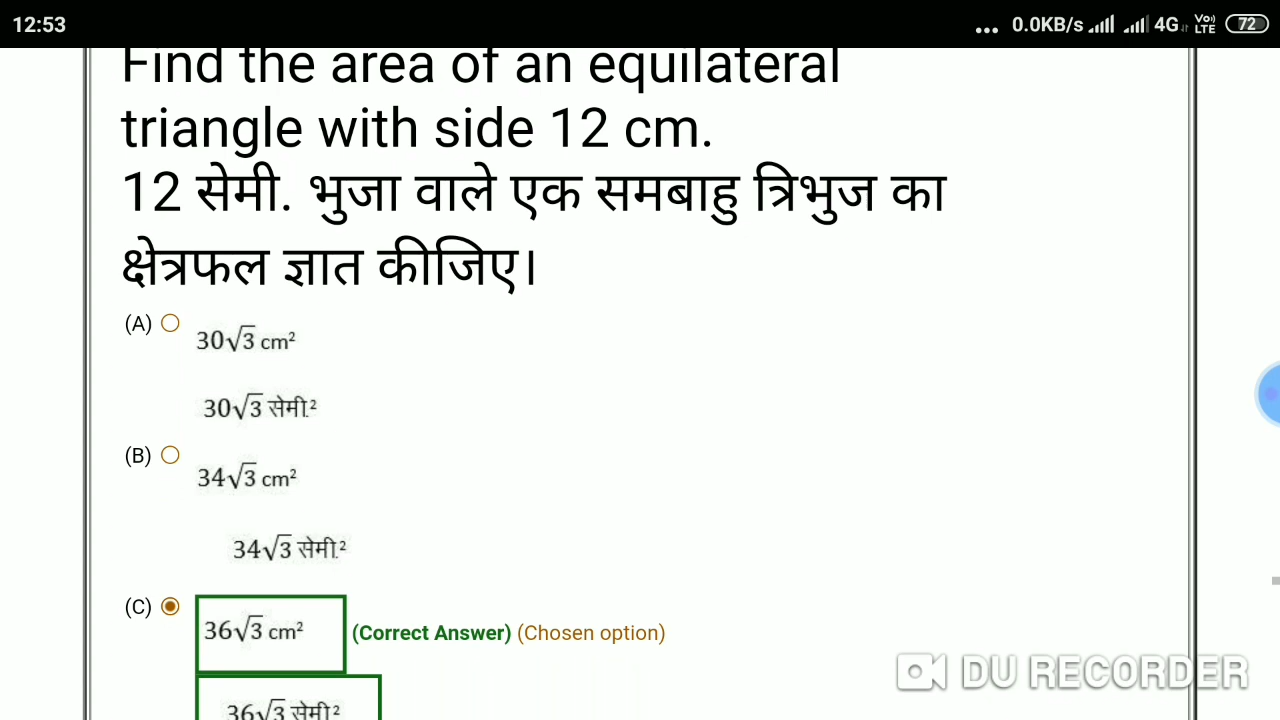 12:53
... 0.0KB/s 4G Vo) LTE 72
Find the area of an equilateral
triangle with side 12 cm.
12 सेमी. भुजा वाले एक समबाहु त्रिभुज का
क्षेत्रफल ज्ञात कीजिए।
(A)
30√3 cm²
30√3 सेमी.²
(B)
34√3 cm²
34√3 सेमी.²
(C)
36√3 cm² (Correct Answer) (Chosen option)
36√3 सेमी²
DU RECORDER